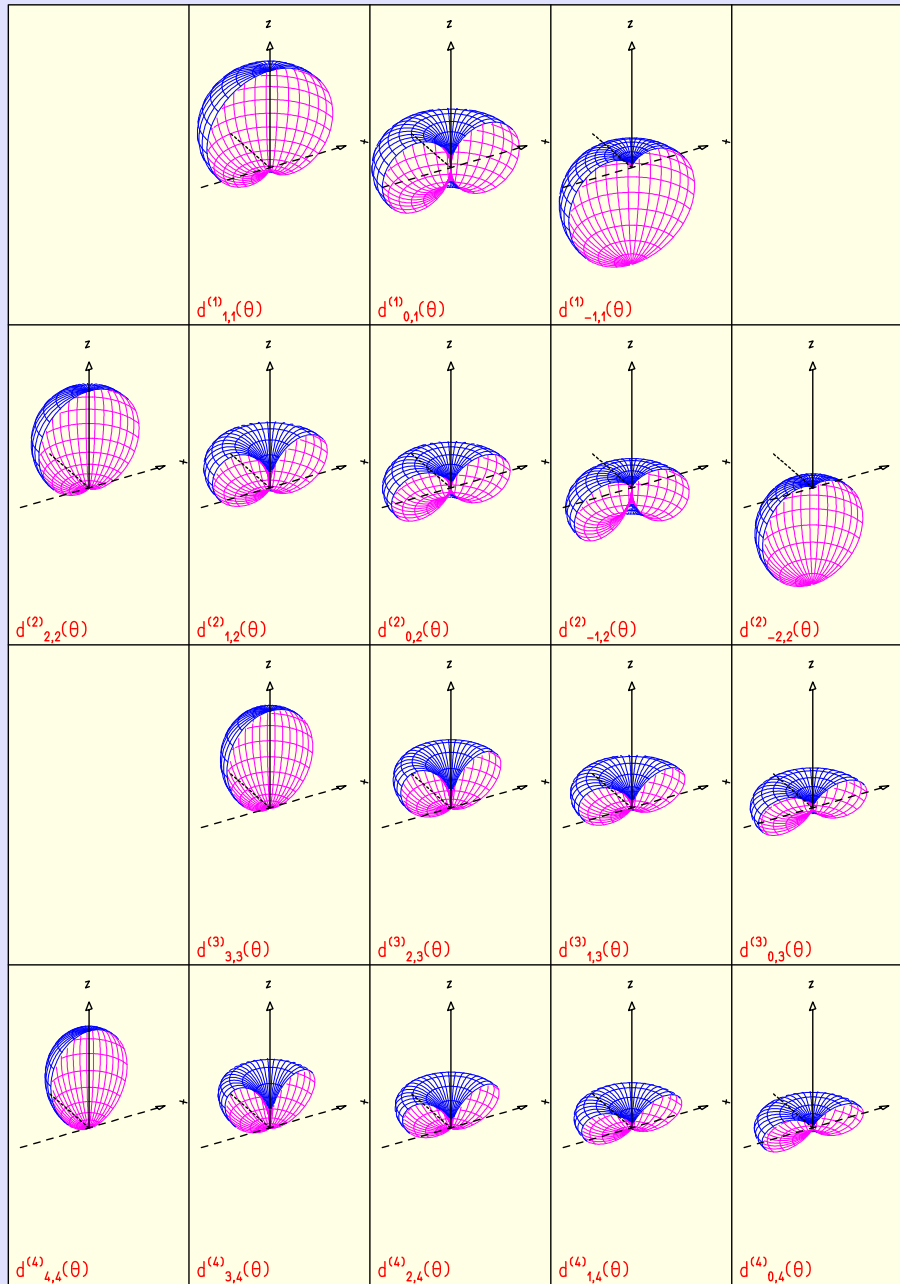 z z z
x x x
d⁽¹⁾₁,₁(θ) d⁽¹⁾₀,₁(θ) d⁽¹⁾₋₁,₁(θ)
z z z z z
x x x x
d⁽²⁾₂,₂(θ) d⁽²⁾₁,₂(θ) d⁽²⁾₀,₂(θ) d⁽²⁾₋₁,₂(θ) d⁽²⁾₋₂,₂(θ)
z z z z
x x x
d⁽³⁾₃,₃(θ) d⁽³⁾₂,₃(θ) d⁽³⁾₁,₃(θ) d⁽³⁾₀,₃(θ)
z z z z z
x x x x
d⁽⁴⁾₄,₄(θ) d⁽⁴⁾₃,₄(θ) d⁽⁴⁾₂,₄(θ) d⁽⁴⁾₁,₄(θ) d⁽⁴⁾₀,₄(θ)